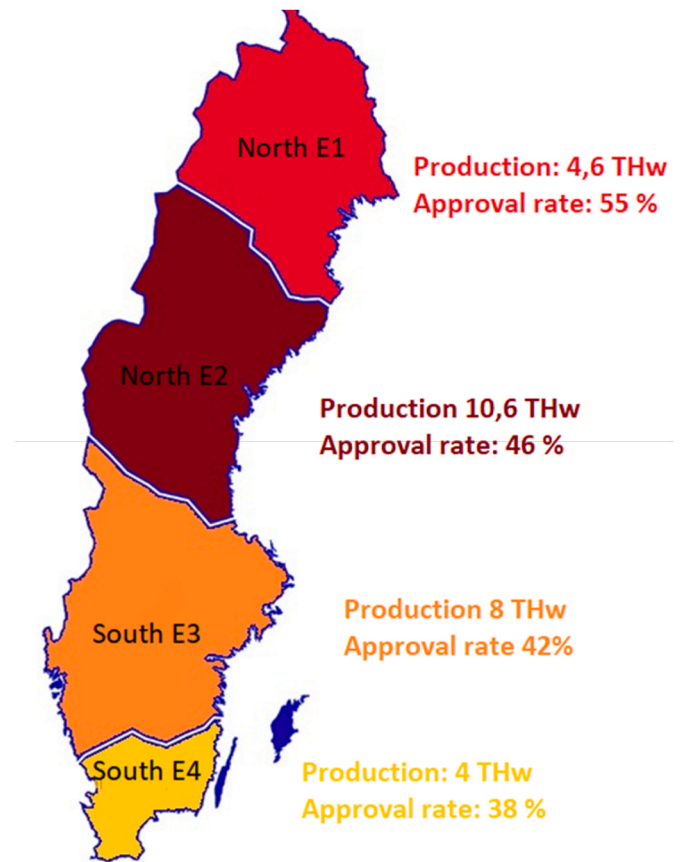 North E1
Production: 4,6 THw
Approval rate: 55 %
North E2
Production 10,6 THw
Approval rate: 46 %
South E3
Production 8 THw
Approval rate 42%
South E4
Production: 4 THw
Approval rate: 38 %